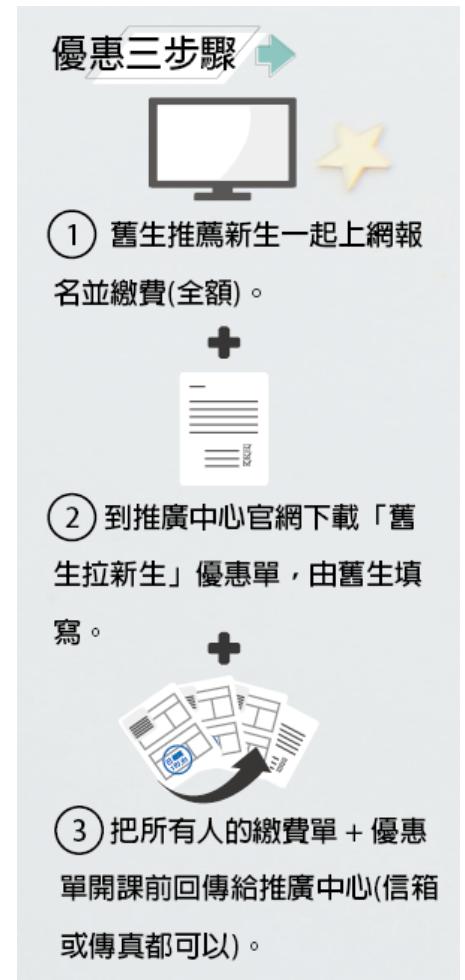 優惠三步驟
① 舊生推薦新生一起上網報
名並繳費(全額)。
② 到推廣中心官網下載「舊
生拉新生」優惠單，由舊生填
寫。
③ 把所有人的繳費單 + 優惠
單開課前回傳給推廣中心(信箱
或傳真都可以)。